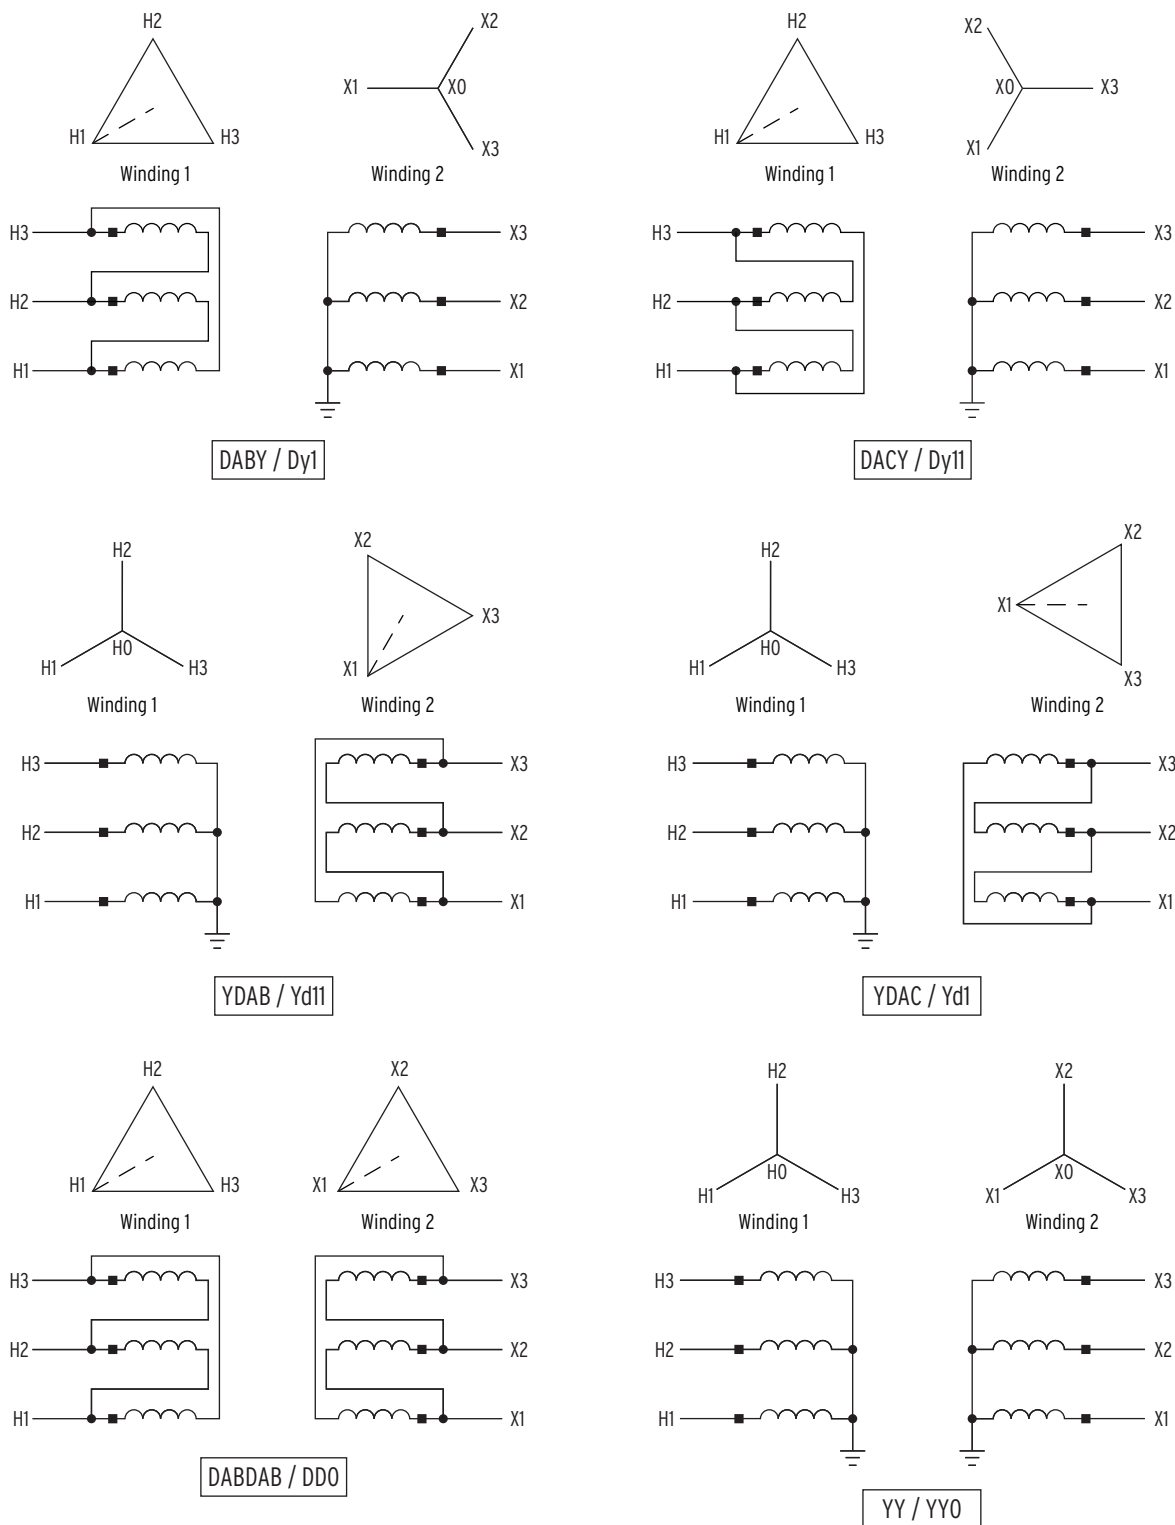 H2
X2
X1
X0
H1
H3
X3
Winding 1
Winding 2
H3
X3
H2
X2
H1
X1
DABY / Dy1
H2
X2
X0
X3
H1
H3
X1
Winding 1
Winding 2
H3
X3
H2
X2
H1
X1
DACY / Dy11
H2
X2
X3
H0
H1
H3
X1
Winding 1
Winding 2
H3
X3
H2
X2
H1
X1
YDAB / Yd11
H2
X2
X1
H0
H1
H3
X3
Winding 1
Winding 2
H3
X3
H2
X2
H1
X1
YDAC / Yd1
H2
X2
H1
H3
X1
X3
Winding 1
Winding 2
H3
X3
H2
X2
H1
X1
DABDAB / DD0
H2
X2
H0
X0
H1
H3
X1
X3
Winding 1
Winding 2
H3
X3
H2
X2
H1
X1
YY / YY0